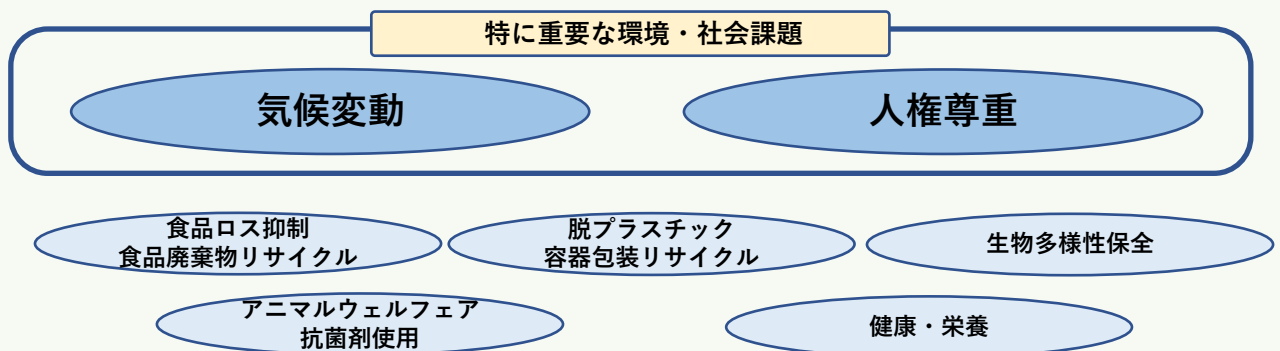 特に重要な環境・社会課題
気候変動
人権尊重
食品ロス抑制
食品廃棄物リサイクル
脱プラスチック
容器包装リサイクル
生物多様性保全
アニマルウェルフェア
抗菌剤使用
健康・栄養